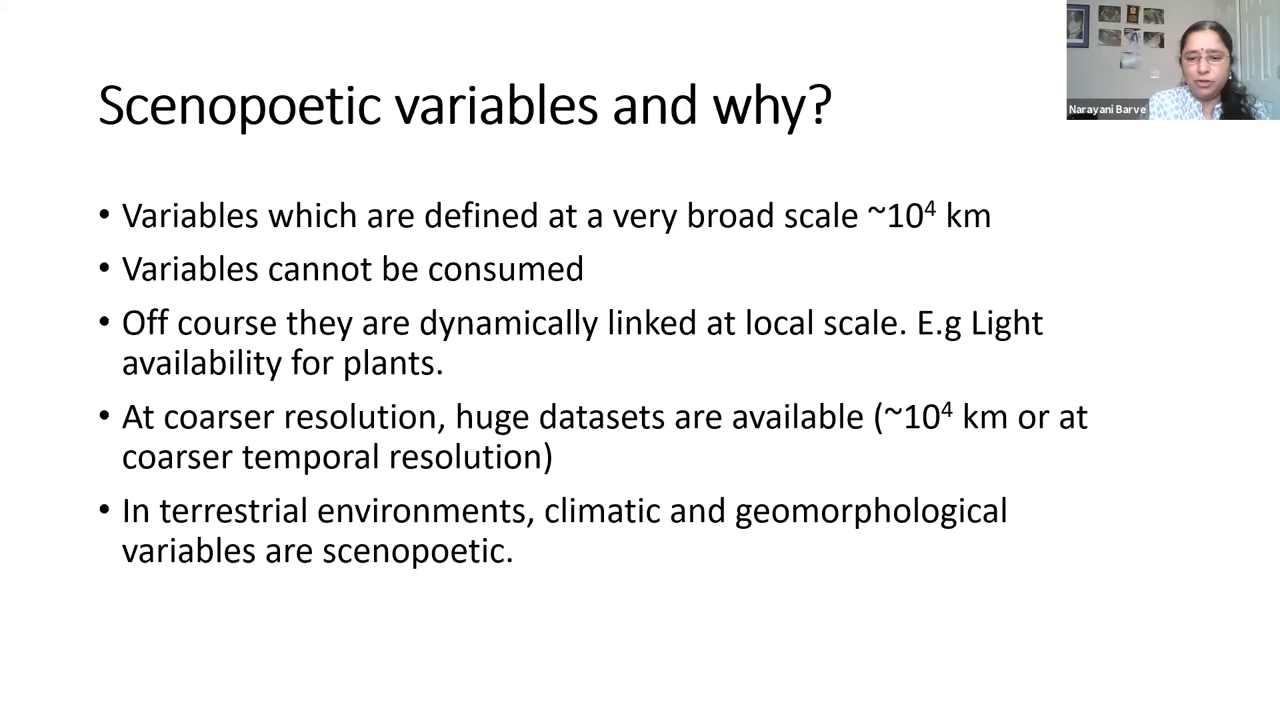 Scenopoetic variables and why?
Narayani Barve
• Variables which are defined at a very broad scale ~10⁴ km
• Variables cannot be consumed
• Off course they are dynamically linked at local scale. E.g Light
availability for plants.
• At coarser resolution, huge datasets are available (~10⁴ km or at
coarser temporal resolution)
• In terrestrial environments, climatic and geomorphological
variables are scenopoetic.